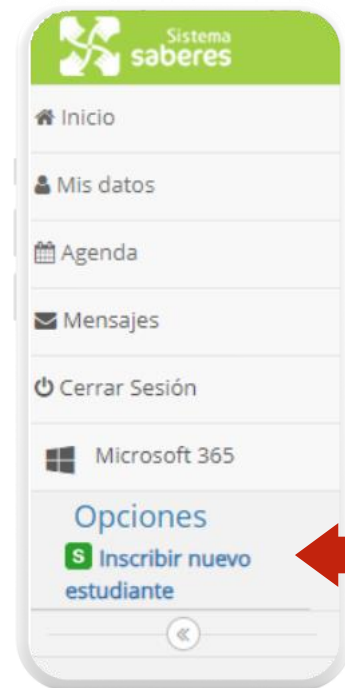 Sistema
saberes
Inicio
Mis datos
Agenda
Mensajes
Cerrar Sesión
Microsoft 365
Opciones
S Inscribir nuevo
estudiante
«